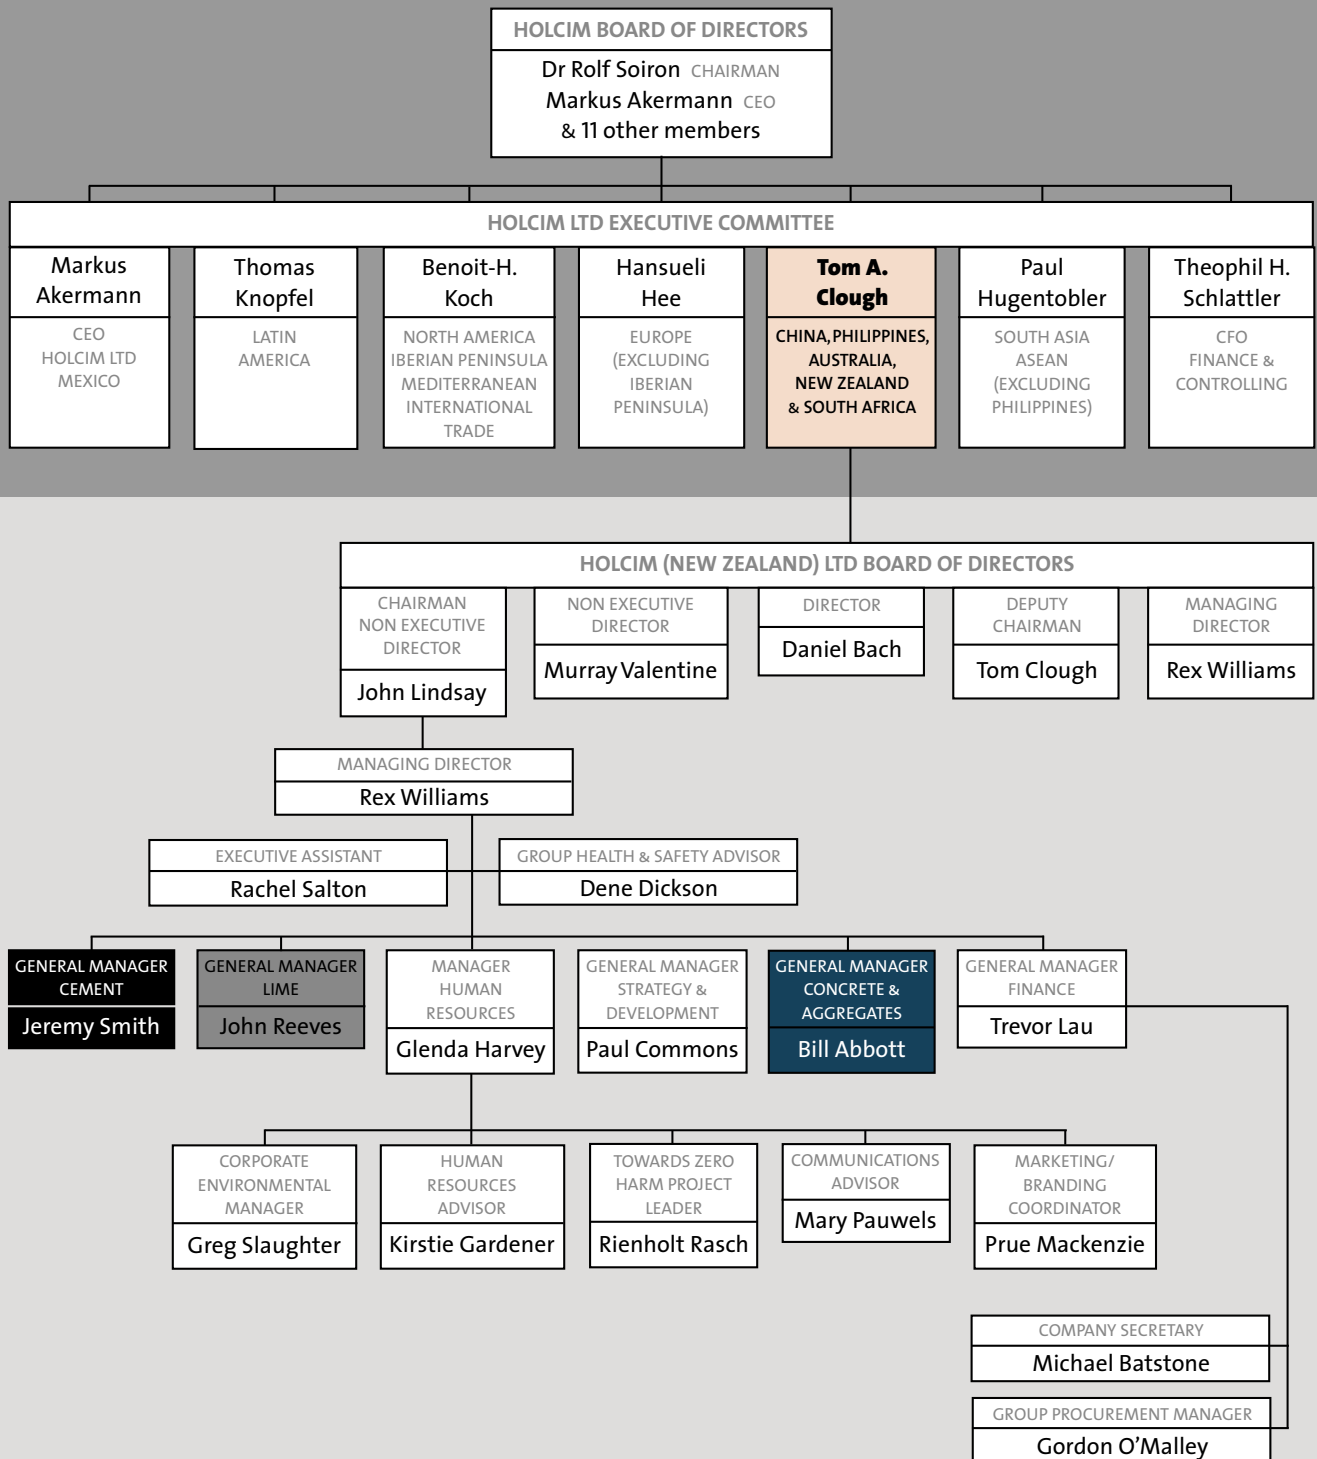 HOLCIM BOARD OF DIRECTORS
Dr Rolf Soiron CHAIRMAN
Markus Akermann CEO
& 11 other members
HOLCIM LTD EXECUTIVE COMMITTEE
Markus
Akermann
CEO
HOLCIM LTD
MEXICO
Thomas
Knopfel
LATIN
AMERICA
Benoit-H.
Koch
NORTH AMERICA
IBERIAN PENINSULA
MEDITERRANEAN
INTERNATIONAL
TRADE
Hansueli
Hee
EUROPE
(EXCLUDING
IBERIAN
PENINSULA)
Tom A.
Clough
CHINA, PHILIPPINES,
AUSTRALIA,
NEW ZEALAND
& SOUTH AFRICA
Paul
Hugentobler
SOUTH ASIA
ASEAN
(EXCLUDING
PHILIPPINES)
Theophil H.
Schlattler
CFO
FINANCE &
CONTROLLING
HOLCIM (NEW ZEALAND) LTD BOARD OF DIRECTORS
CHAIRMAN
NON EXECUTIVE
DIRECTOR
John Lindsay
NON EXECUTIVE
DIRECTOR
Murray Valentine
DIRECTOR
Daniel Bach
DEPUTY
CHAIRMAN
Tom Clough
MANAGING
DIRECTOR
Rex Williams
MANAGING DIRECTOR
Rex Williams
EXECUTIVE ASSISTANT
Rachel Salton
GROUP HEALTH & SAFETY ADVISOR
Dene Dickson
GENERAL MANAGER
CEMENT
Jeremy Smith
GENERAL MANAGER
LIME
John Reeves
MANAGER
HUMAN
RESOURCES
Glenda Harvey
GENERAL MANAGER
STRATEGY &
DEVELOPMENT
Paul Commons
GENERAL MANAGER
CONCRETE &
AGGREGATES
Bill Abbott
GENERAL MANAGER
FINANCE
Trevor Lau
CORPORATE
ENVIRONMENTAL
MANAGER
Greg Slaughter
HUMAN
RESOURCES
ADVISOR
Kirstie Gardener
TOWARDS ZERO
HARM PROJECT
LEADER
Rienholt Rasch
COMMUNICATIONS
ADVISOR
Mary Pauwels
MARKETING/
BRANDING
COORDINATOR
Prue Mackenzie
COMPANY SECRETARY
Michael Batstone
GROUP PROCUREMENT MANAGER
Gordon O'Malley